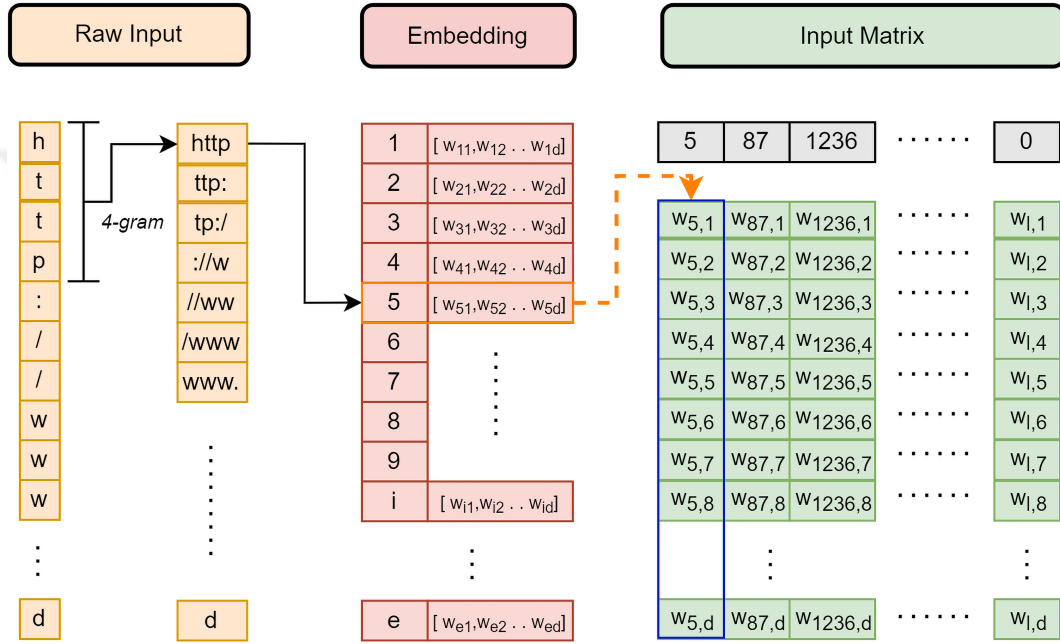 Raw Input
Embedding
Input Matrix
h
t
t
p
:
/
/
w
w
w
⋮
d
4-gram
http
ttp:
tp:/
://w
//ww
/www
www.
d
1 [ w11,w12 . . w1d]
2 [ w21,w22 . . w2d]
3 [ w31,w32 . . w3d]
4 [ w41,w42 . . w4d]
5 [ w51,w52 . . w5d]
6
7
8
9
i [ wi1,wi2 . . wid]
e [ we1,we2 . . wed]
5 87 1236 ...... 0
w5,1 w87,1 w1236,1 ...... wl,1
w5,2 w87,2 w1236,2 ...... wl,2
w5,3 w87,3 w1236,3 ...... wl,3
w5,4 w87,4 w1236,4 ...... wl,4
w5,5 w87,5 w1236,5 ...... wl,5
w5,6 w87,6 w1236,6 ...... wl,6
w5,7 w87,7 w1236,7 ...... wl,7
w5,8 w87,8 w1236,8 ...... wl,8
w5,d w87,d w1236,d ...... wl,d